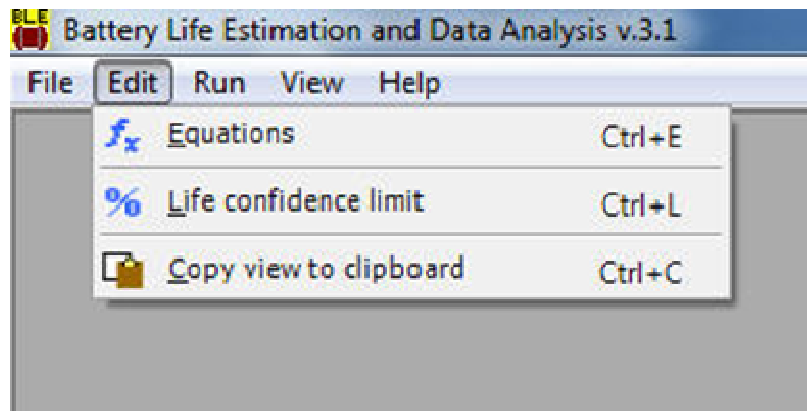 BLE Battery Life Estimation and Data Analysis v.3.1
File Edit Run View Help
fx Equations Ctrl+E
% Life confidence limit Ctrl+L
Copy view to clipboard Ctrl+C